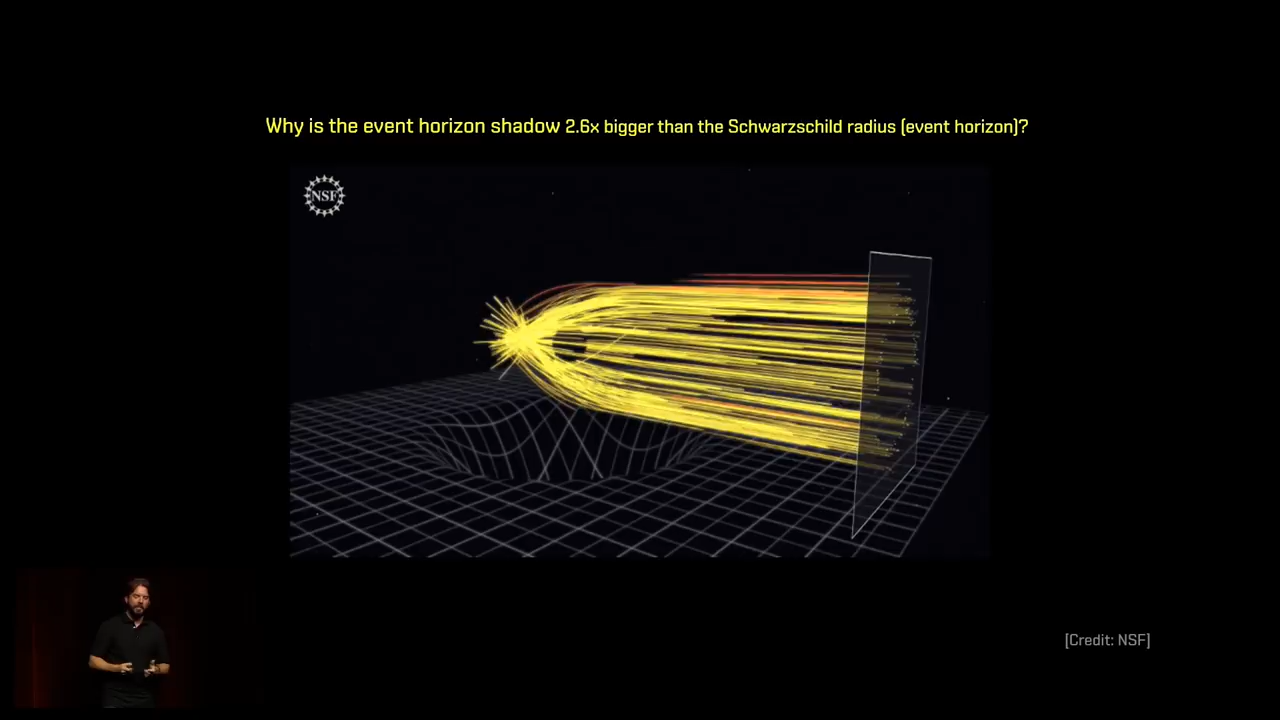 Why is the event horizon shadow 2.6x bigger than the Schwarzschild radius (event horizon)?
NSF
[Credit: NSF]